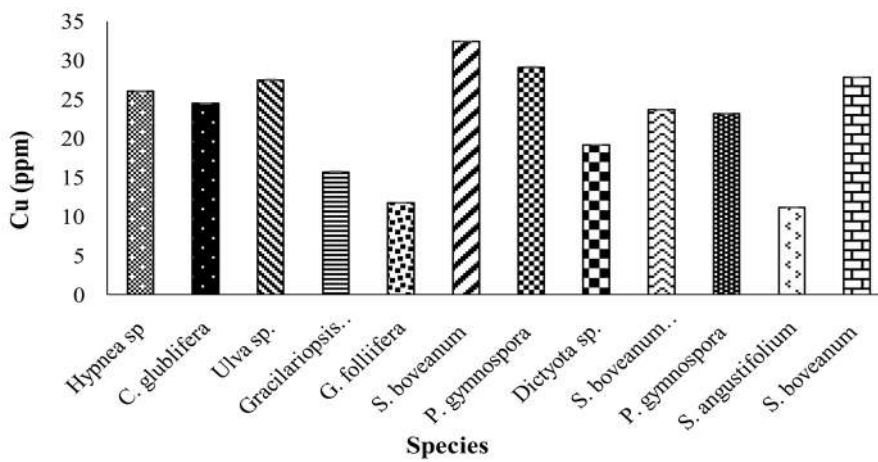 35
30
25
20
15
10
5
0
Cu (ppm)
Hypnea sp
C. glublifera
Ulva sp.
Gracilariopsis..
G. folliifera
S. boveanum
P. gymnospora
Dictyota sp.
S. boveanum..
P. gymnospora
S. angustifolium
S. boveanum
Species